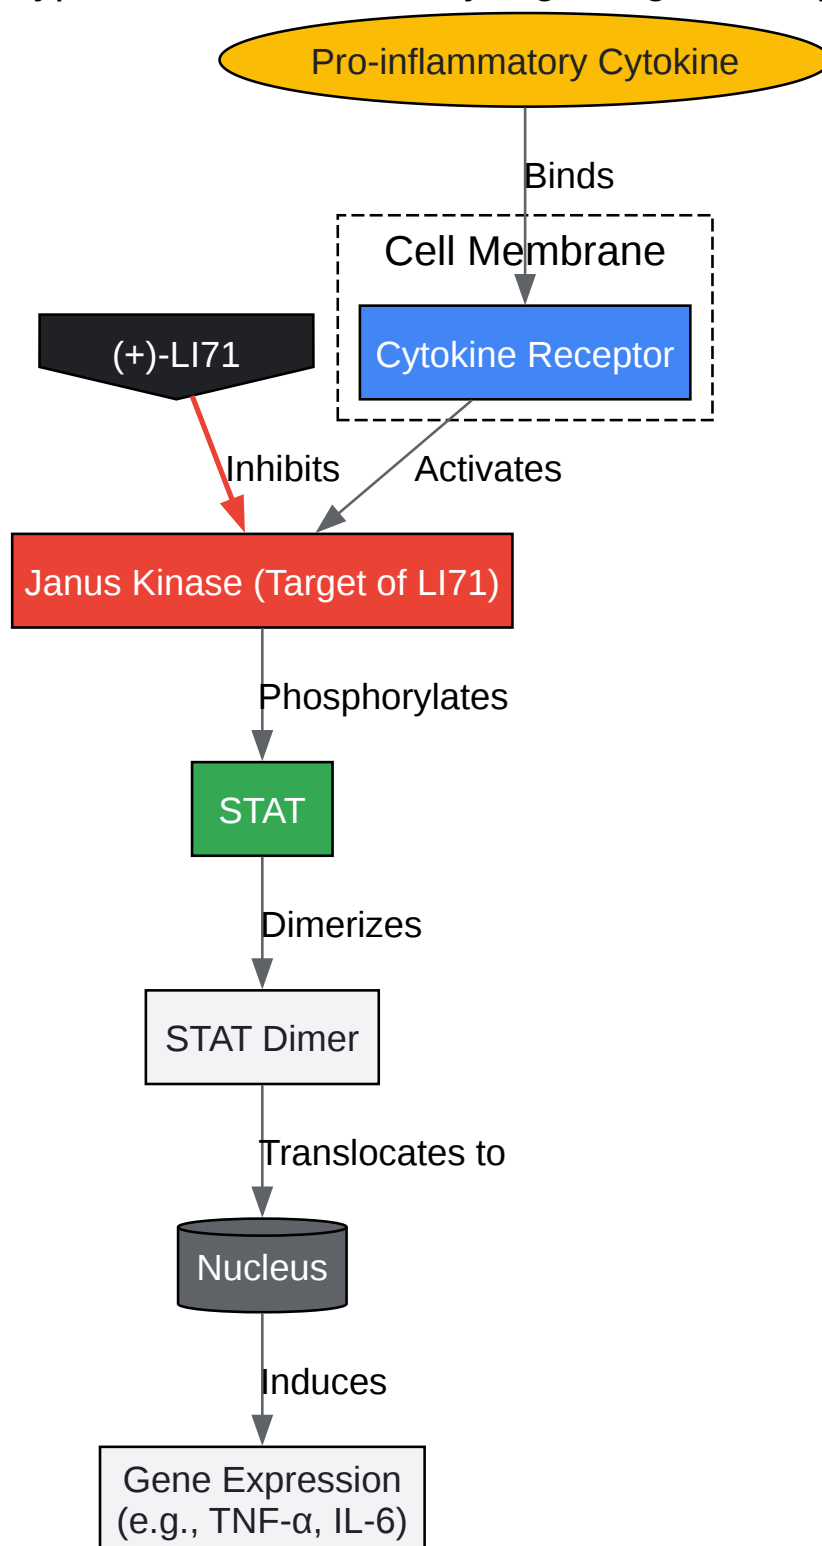 Pro-inflammatory Cytokine
Binds
Cell Membrane
(+)-LI71
Cytokine Receptor
Inhibits
Activates
Janus Kinase (Target of LI71)
Phosphorylates
STAT
Dimerizes
STAT Dimer
Translocates to
Nucleus
Induces
Gene Expression
(e.g., TNF-α, IL-6)